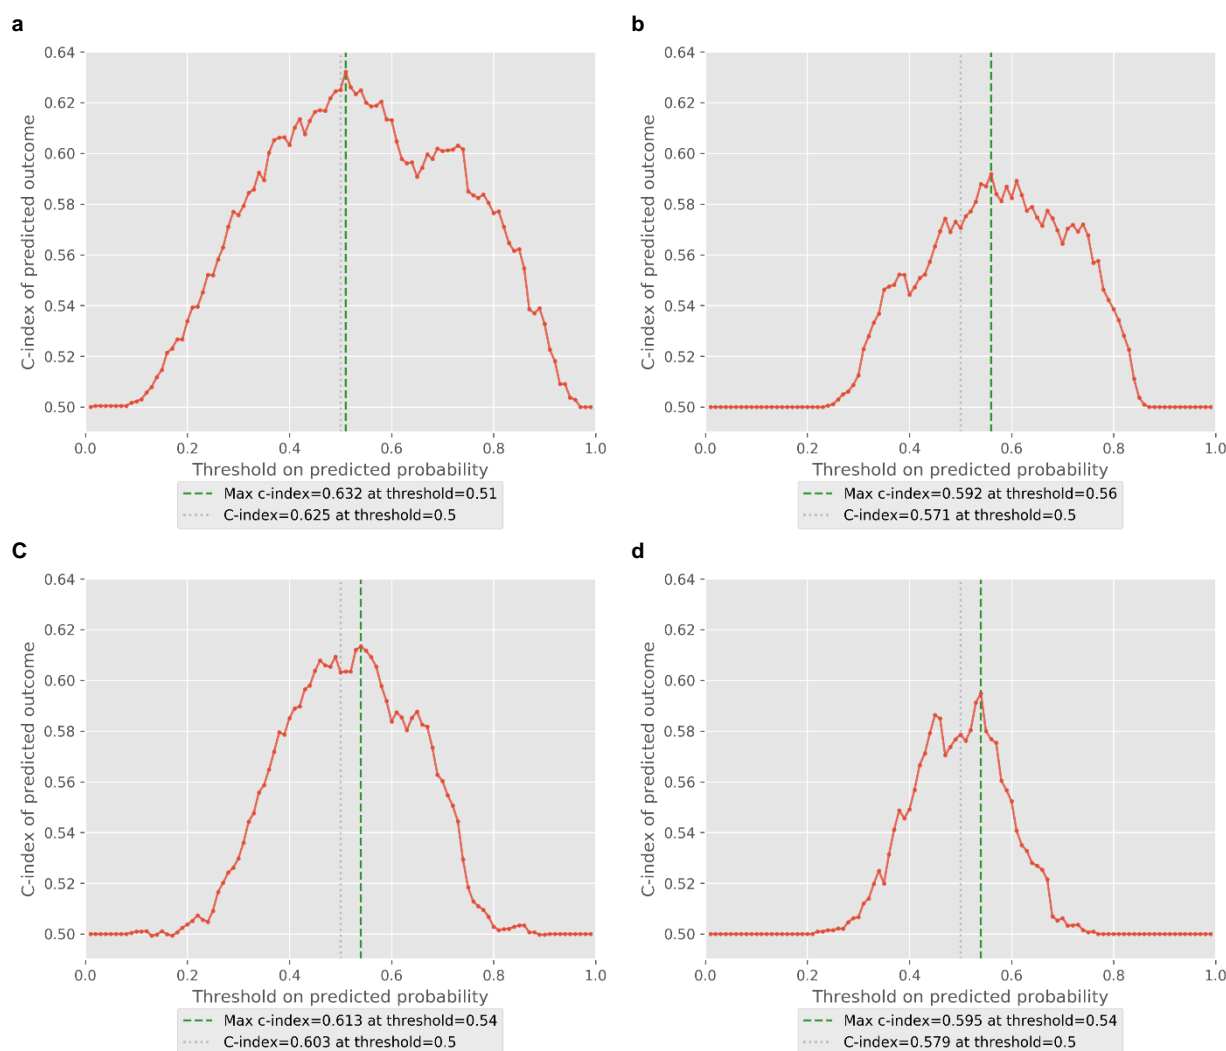 a
0.64
0.62
0.60
0.58
0.56
0.54
0.52
0.50
C-index of predicted outcome
0.0 0.2 0.4 0.6 0.8 1.0
Threshold on predicted probability
Max c-index=0.632 at threshold=0.51
C-index=0.625 at threshold=0.5
b
0.64
0.62
0.60
0.58
0.56
0.54
0.52
0.50
C-index of predicted outcome
0.0 0.2 0.4 0.6 0.8 1.0
Threshold on predicted probability
Max c-index=0.592 at threshold=0.56
C-index=0.571 at threshold=0.5
C
0.64
0.62
0.60
0.58
0.56
0.54
0.52
0.50
C-index of predicted outcome
0.0 0.2 0.4 0.6 0.8 1.0
Threshold on predicted probability
Max c-index=0.613 at threshold=0.54
C-index=0.603 at threshold=0.5
d
0.64
0.62
0.60
0.58
0.56
0.54
0.52
0.50
C-index of predicted outcome
0.0 0.2 0.4 0.6 0.8 1.0
Threshold on predicted probability
Max c-index=0.595 at threshold=0.54
C-index=0.579 at threshold=0.5